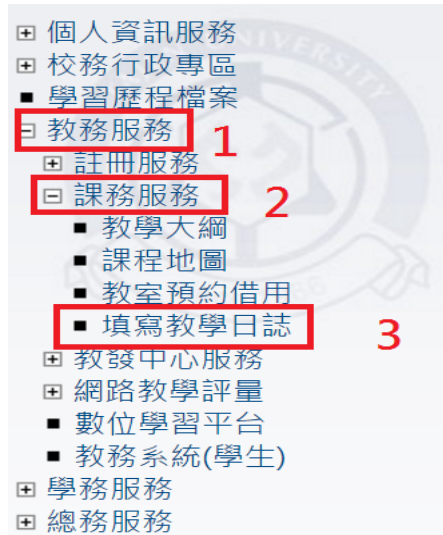 個人資訊服務
校務行政專區
學習歷程檔案
教務服務 1
註冊服務
課務服務 2
教學大綱
課程地圖
教室預約借用
填寫教學日誌 3
教發中心服務
網路教學評量
數位學習平台
教務系統(學生)
學務服務
總務服務